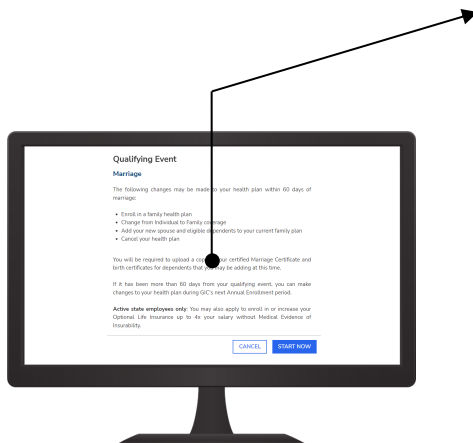 Qualifying Event
Marriage
The following changes may be made to your health plan within 60 days of
marriage:
• Enroll in a family health plan
• Change from Individual to Family coverage
• Add your new spouse and eligible dependents to your current family plan
• Cancel your health plan
You will be required to upload a copy your certified Marriage Certificate and
birth certificates for dependents that you may be adding at this time.
If it has been more than 60 days from your qualifying event, you can make
changes to your health plan during GIC's next Annual Enrollment period.
Active state employees only: You may also apply to enroll in or increase your
Optional Life Insurance up to 4x your salary without Medical Evidence of
Insurability.
CANCEL START NOW